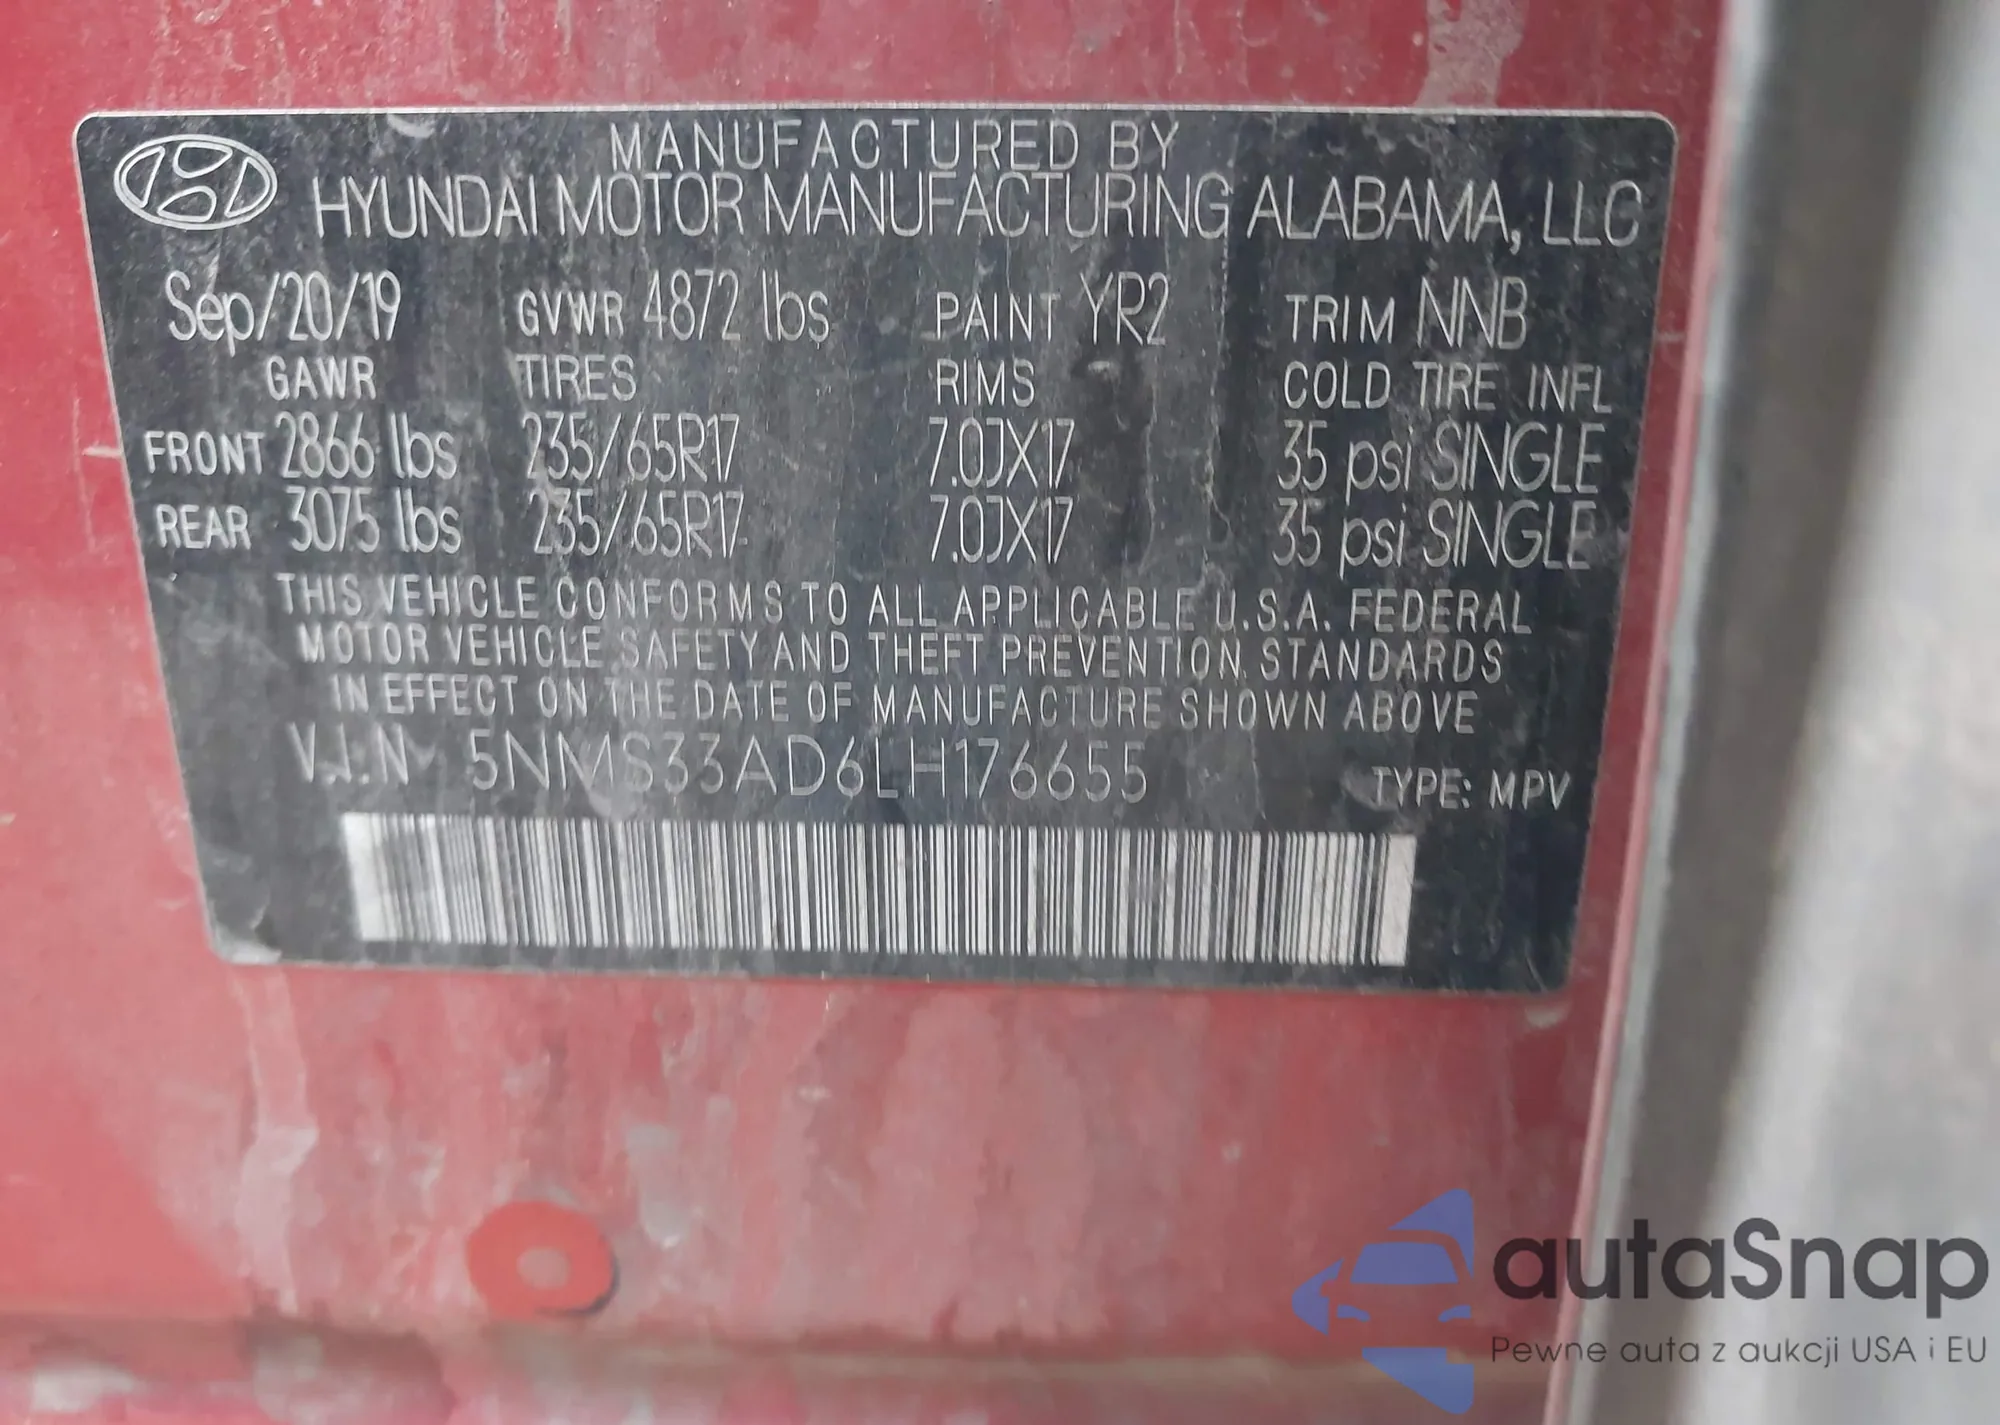 MANUFACTURED BY
HYUNDAI MOTOR MANUFACTURING ALABAMA, LLC
Sep/20/19 GVWR 4872 lbs PAINT YR2 TRIM NNB
GAWR TIRES RIMS COLD TIRE INFL
FRONT 2866 lbs 235/65R17 7.0JX17 35 psi SINGLE
REAR 3075 lbs 235/65R17 7.0JX17 35 psi SINGLE
THIS VEHICLE CONFORMS TO ALL APPLICABLE U.S.A. FEDERAL
MOTOR VEHICLE SAFETY AND THEFT PREVENTION STANDARDS
IN EFFECT ON THE DATE OF MANUFACTURE SHOWN ABOVE
V.I.N 5NMS33AD6LH176655 TYPE: MPV
autaSnap
Pewne auta z aukcji USA i EU